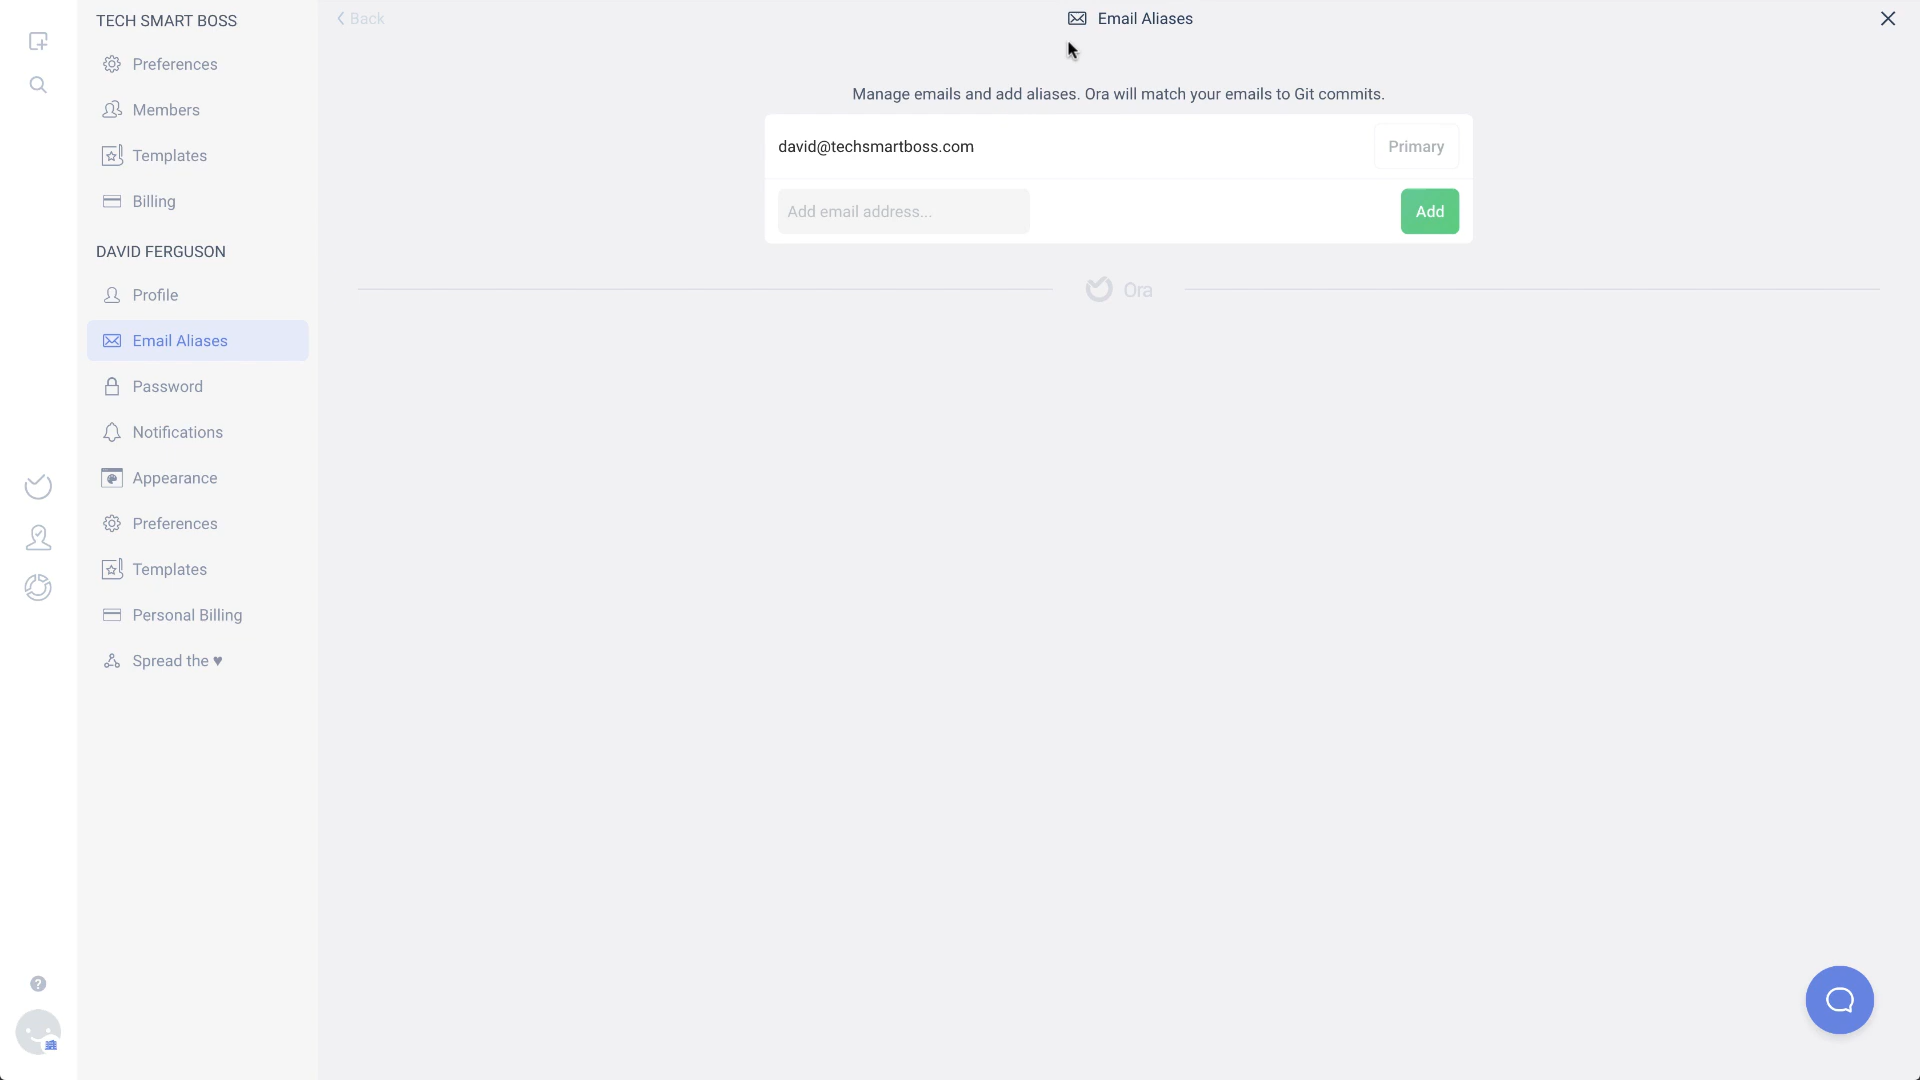 TECH SMART BOSS
Preferences
Members
Templates
Billing
DAVID FERGUSON
Profile
Email Aliases
Password
Notifications
Appearance
Preferences
Templates
Personal Billing
Spread the ♥
Back
Email Aliases
Manage emails and add aliases. Ora will match your emails to Git commits.
david@techsmartboss.com
Primary
Add email address...
Add
Ora
?